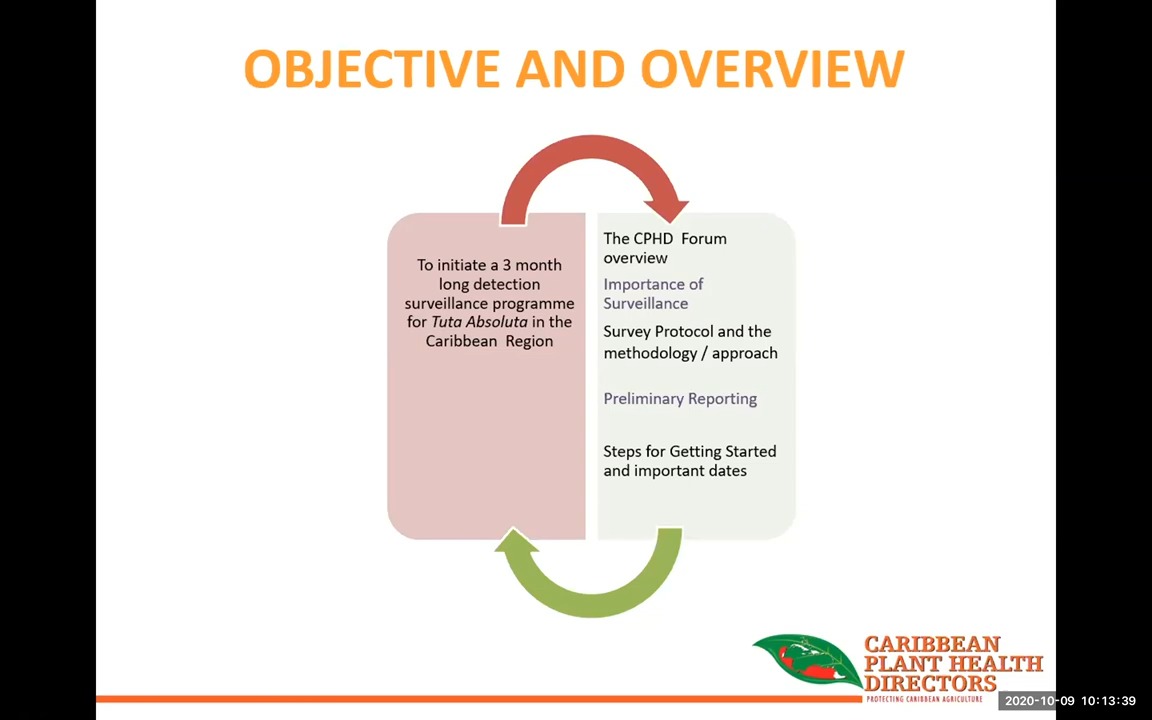 OBJECTIVE AND OVERVIEW
To initiate a 3 month
long detection
surveillance programme
for Tuta Absoluta in the
Caribbean Region
The CPHD Forum
overview
Importance of
Surveillance
Survey Protocol and the
methodology / approach
Preliminary Reporting
Steps for Getting Started
and important dates
CARIBBEAN
PLANT HEALTH
DIRECTORS
PROTECTING CARIBBEAN AGRICULTURE
2020-10-09 10:13:39